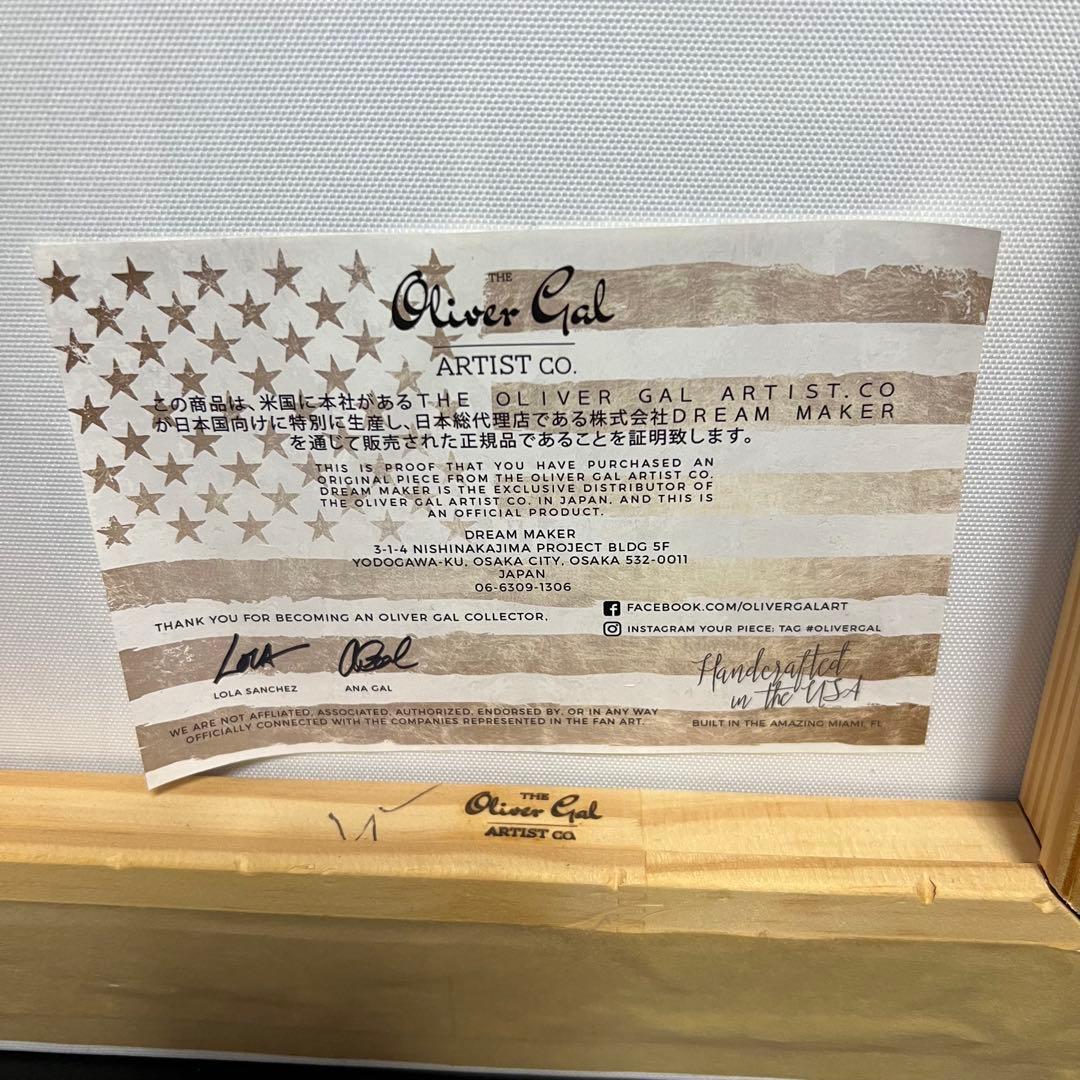 THE
Oliver Gal
ARTIST CO.
この商品は、米国に本社があるTHE OLIVER GAL ARTIST.CO
が日本国向けに特別に生産し、日本総代理店である株式会社DREAM MAKER
を通じて販売された正規品であることを証明致します。
THIS IS PROOF THAT YOU HAVE PURCHASED AN
ORIGINAL PIECE FROM THE OLIVER GAL ARTIST CO.
DREAM MAKER IS THE EXCLUSIVE DISTRIBUTOR OF
THE OLIVER GAL ARTIST CO. IN JAPAN. AND THIS IS
AN OFFICIAL PRODUCT.
DREAM MAKER
3-1-4 NISHINAKAJIMA PROJECT BLDG 5F
YODOGAWA-KU, OSAKA CITY, OSAKA 532-0011
JAPAN
06-6309-1306
THANK YOU FOR BECOMING AN OLIVER GAL COLLECTOR.
FACEBOOK.COM/OLIVERGALART
INSTAGRAM YOUR PIECE: TAG #OLIVERGAL
LOLA
LOLA SANCHEZ
ANA GAL
Handcrafted
in the USA
BUILT IN THE AMAZING MIAMI, FL
WE ARE NOT AFFLIATED, ASSOCIATED, AUTHORIZED, ENDORSED BY, OR IN ANY WAY
OFFICIALLY CONNECTED WITH THE COMPANIES REPRESENTED IN THE FAN ART.
THE
Oliver Gal
ARTIST CO.